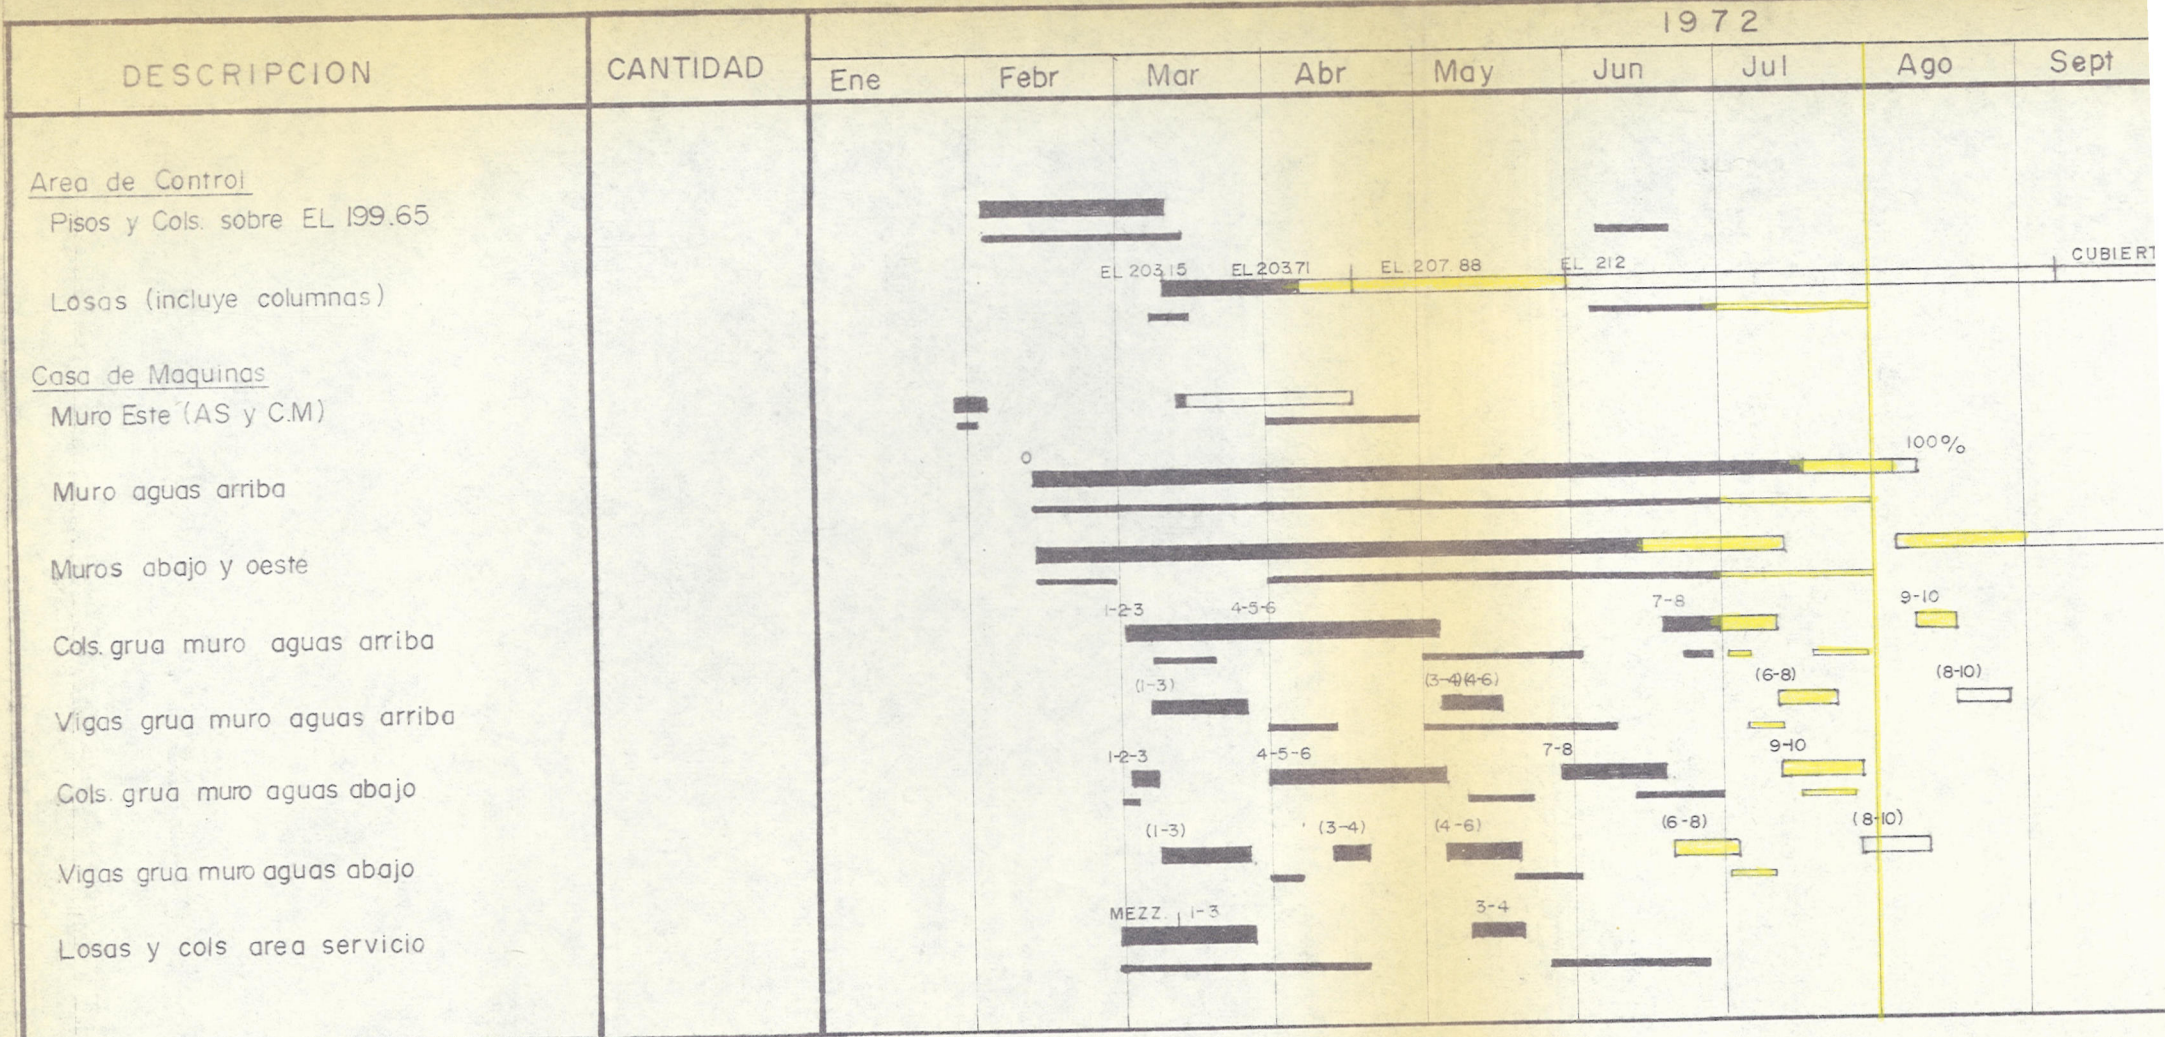 1972
DESCRIPCION CANTIDAD Ene Febr Mar Abr May Jun Jul Ago Sept
Area de Control
Pisos y Cols. sobre EL 199.65
EL 203.15 EL 203.71 EL 207.88 EL 212 CUBIERT
Losas (incluye columnas)
Casa de Maquinas
Muro Este (AS y C.M)
0 100%
Muro aguas arriba
Muros abajo y oeste
1-2-3 4-5-6 7-8 9-10
Cols. grua muro aguas arriba
(1-3) (3-4)(4-6) (6-8) (8-10)
Vigas grua muro aguas arriba
1-2-3 4-5-6 7-8 9-10
Cols. grua muro aguas abajo
(1-3) (3-4) (4-6) (6-8) (8-10)
Vigas grua muro aguas abajo
MEZZ. 1-3 3-4
Losas y cols area servicio